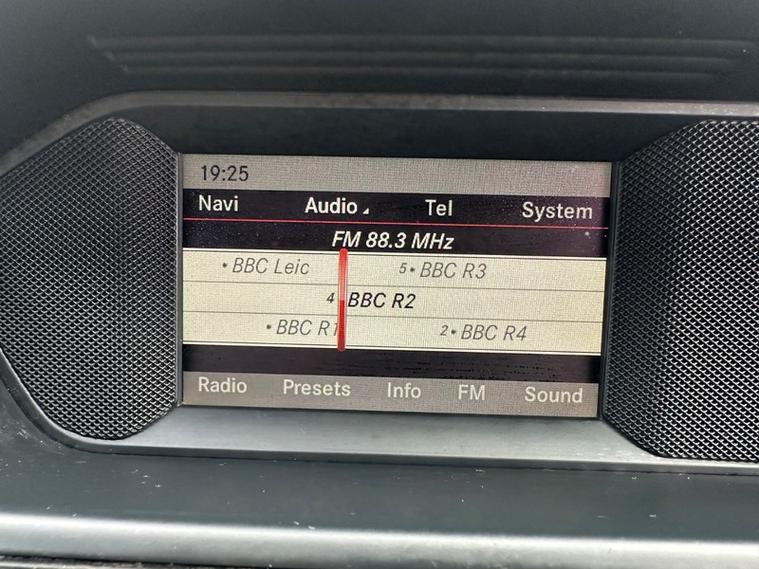 19:25
Navi Audio Tel System
FM 88.3 MHz
• BBC Leic 5• BBC R3
4 BBC R2
• BBC R1 2• BBC R4
Radio Presets Info FM Sound